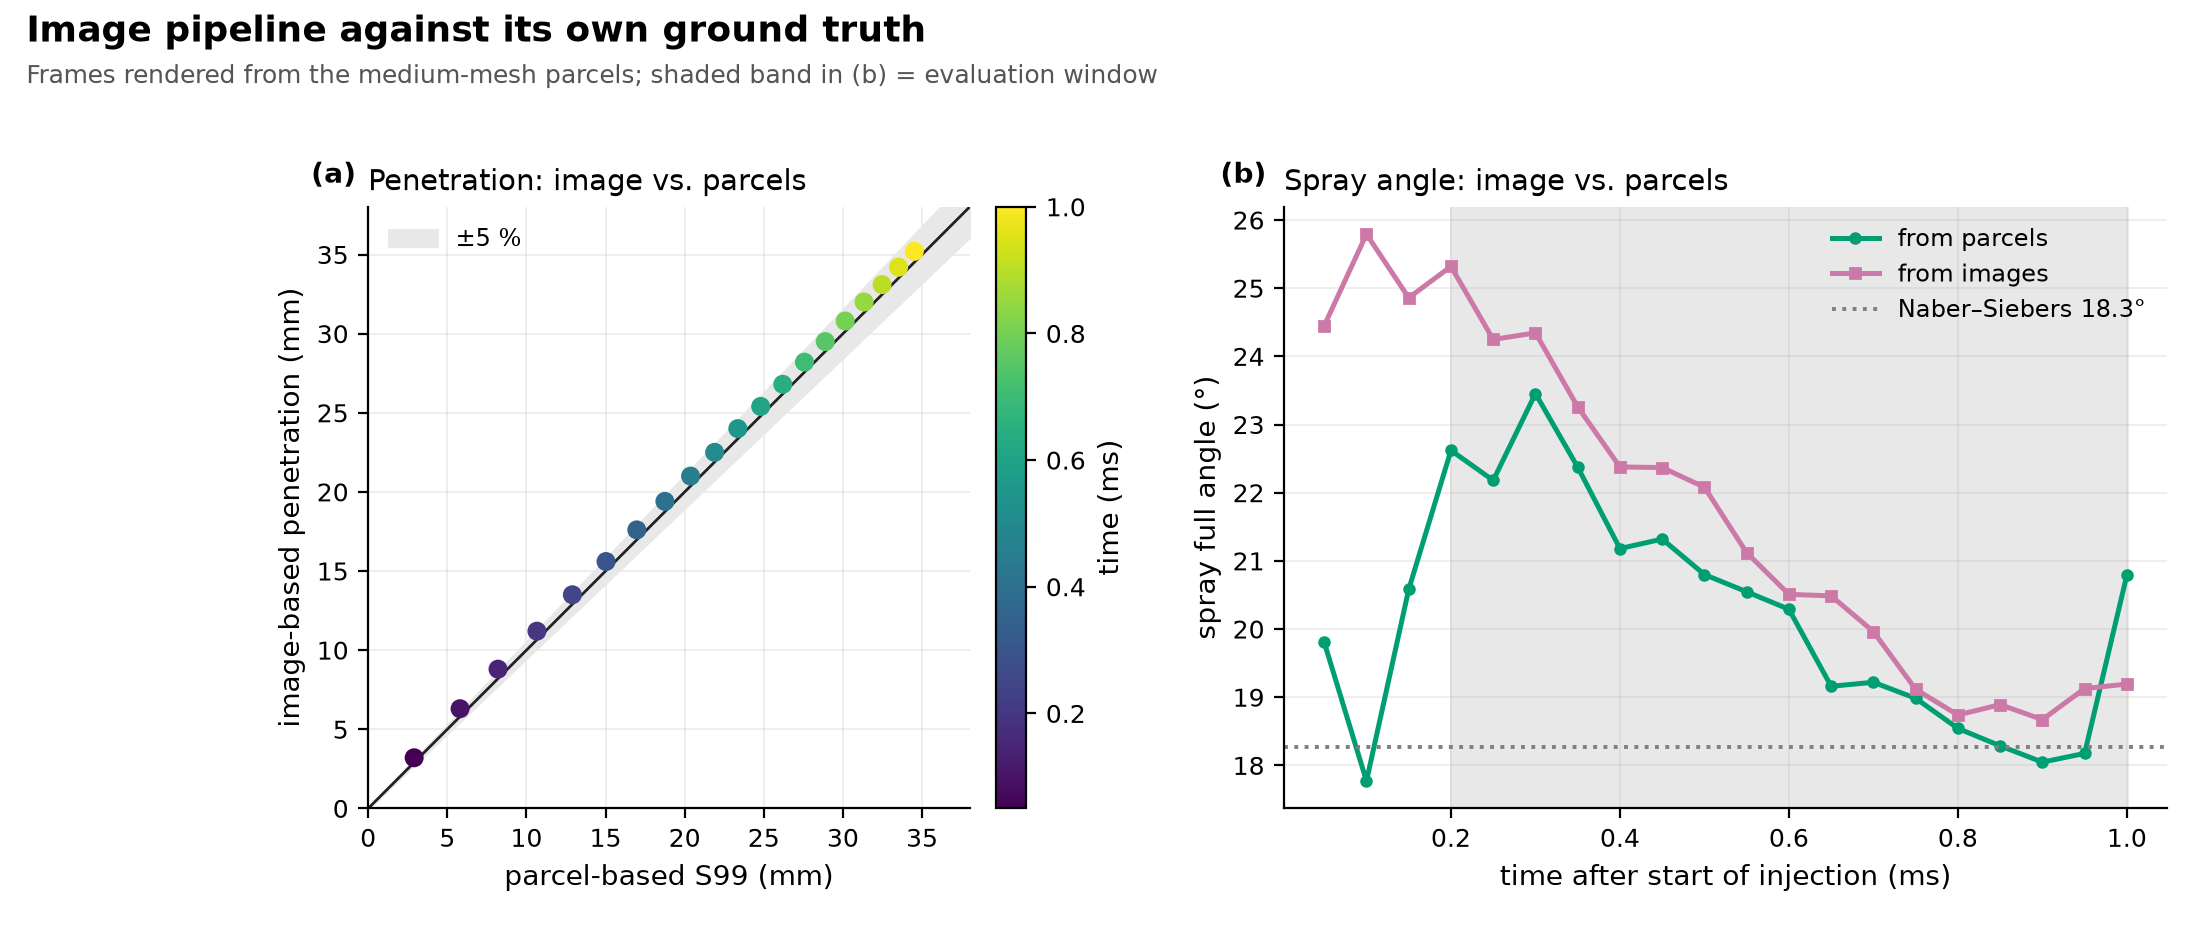 Image pipeline against its own ground truth
Frames rendered from the medium-mesh parcels; shaded band in (b) = evaluation window
(a) Penetration: image vs. parcels
±5 %
35
30
25
20
15
10
5
0
image-based penetration (mm)
0 5 10 15 20 25 30 35
parcel-based S99 (mm)
1.0
0.8
0.6
0.4
0.2
time (ms)
(b) Spray angle: image vs. parcels
from parcels
from images
Naber–Siebers 18.3°
26
25
24
23
22
21
20
19
18
spray full angle (°)
0.2 0.4 0.6 0.8 1.0
time after start of injection (ms)